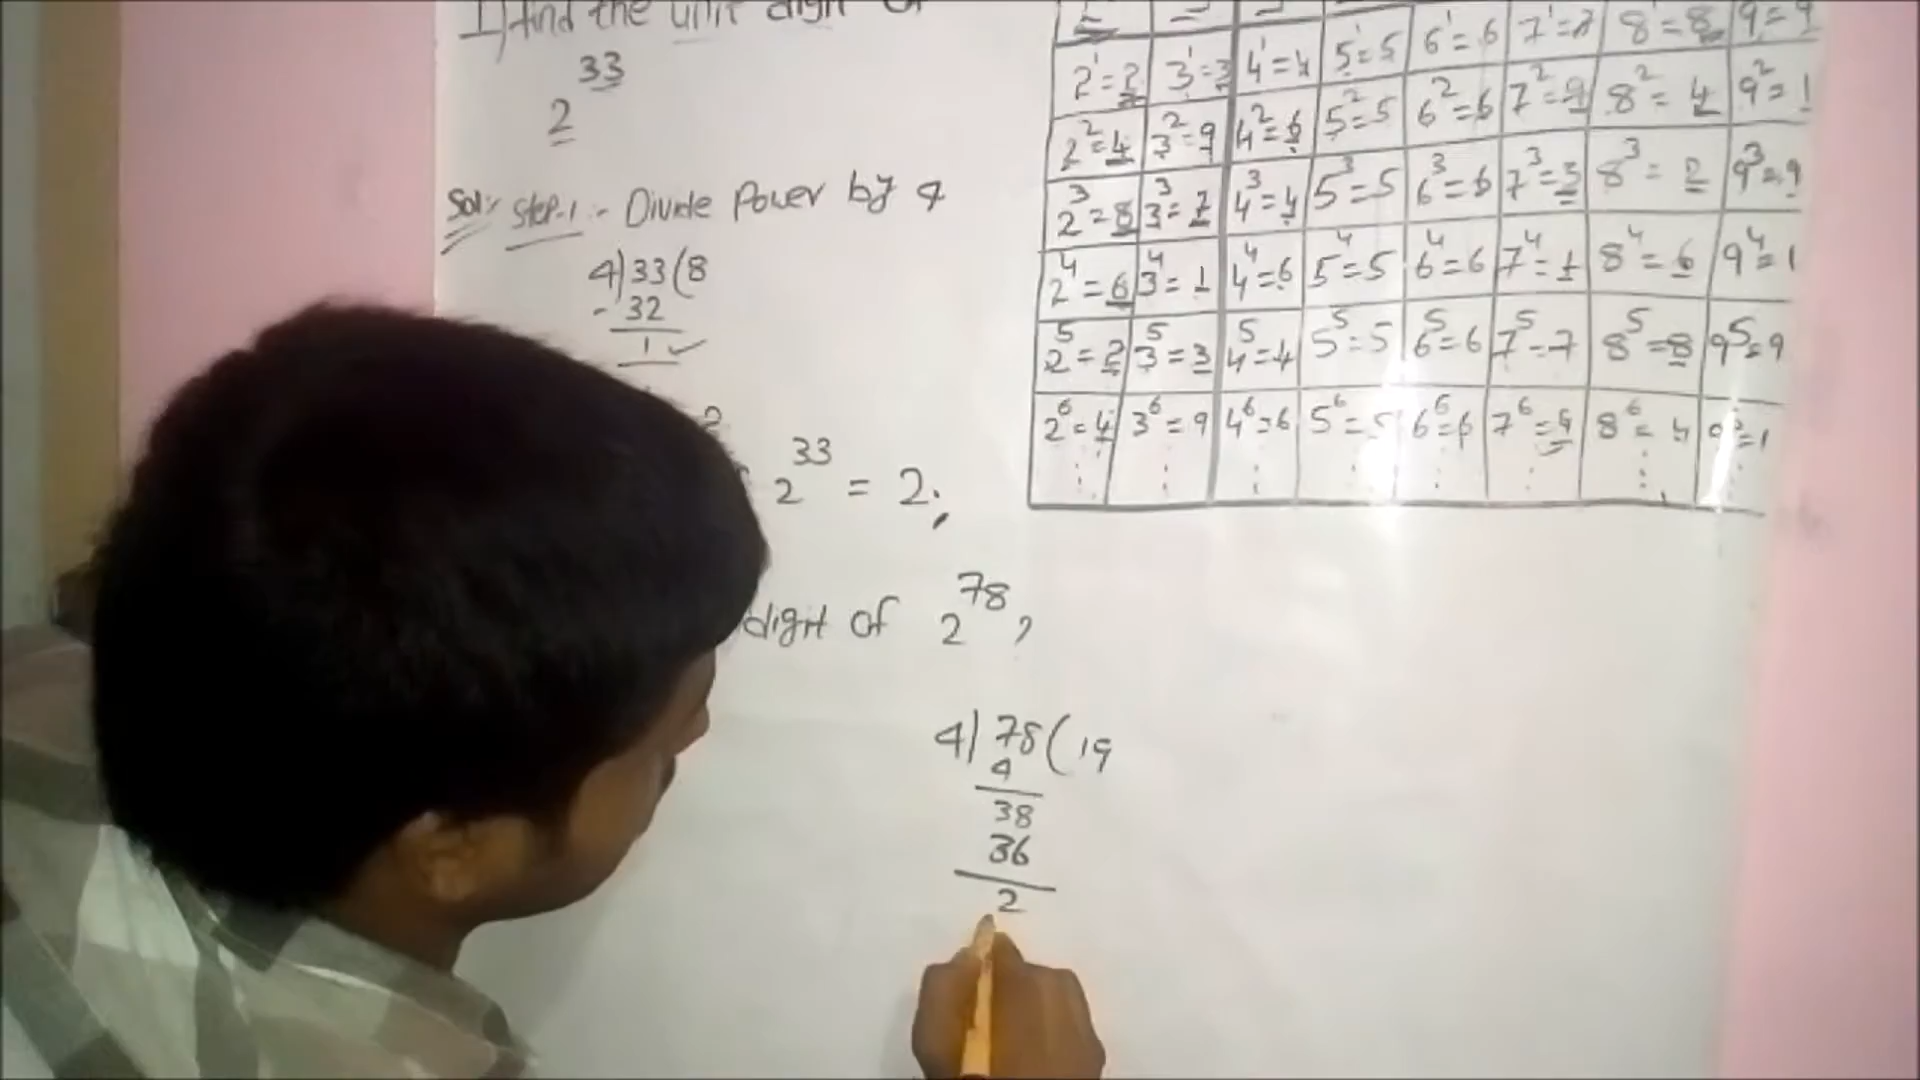 1) find the unit digit of
2^33
Sol:- Step-1:- Divide Power by 4
4)33(8
- 32
1 ✓
2^33 = 2;
digit of 2^78,
4)78(19
4
38
36
2
2^1=2 3^1=3 4^1=4 5^1=5 6^1=6 7^1=7 8^1=8 9^1=9
2^2=4 3^2=9 4^2=6 5^2=5 6^2=6 7^2=9 8^2=4 9^2=1
2^3=8 3^3=7 4^3=4 5^3=5 6^3=6 7^3=3 8^3=2 9^3=9
2^4=6 3^4=1 4^4=6 5^4=5 6^4=6 7^4=1 8^4=6 9^4=1
2^5=2 3^5=3 4^5=4 5^5=5 6^5=6 7^5=7 8^5=8 9^5=9
2^6=4 3^6=9 4^6=6 5^6=5 6^6=6 7^6=9 8^6=4 9^6=1